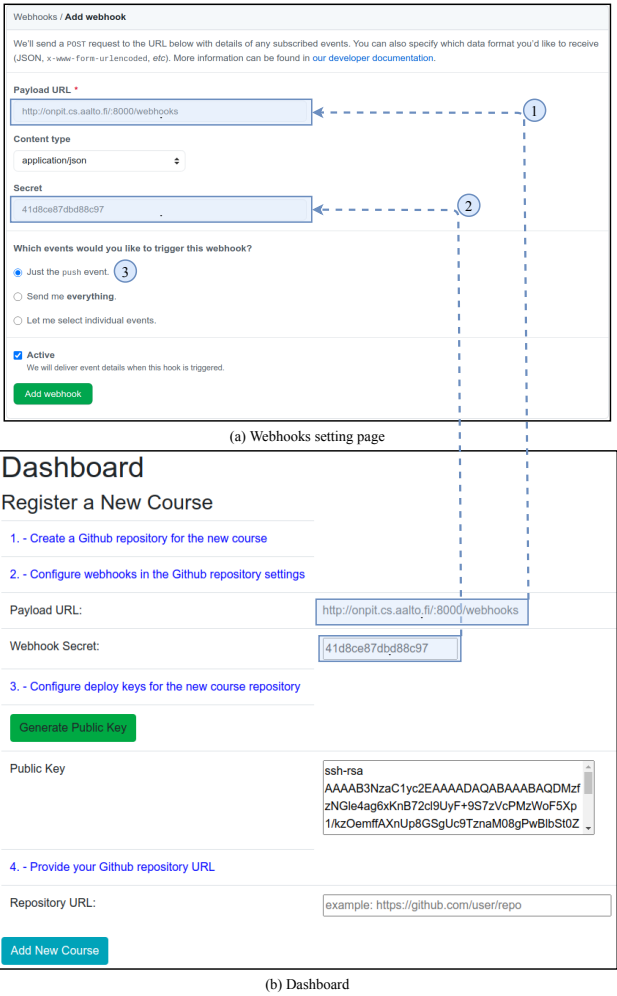 Webhooks / Add webhook
We'll send a POST request to the URL below with details of any subscribed events. You can also specify which data format you'd like to receive
(JSON, x-www-form-urlencoded, etc). More information can be found in our developer documentation.
Payload URL *
http://onpit.cs.aalto.fi/:8000/webhooks
1
Content type
application/json
Secret
41d8ce87dbd88c97
2
Which events would you like to trigger this webhook?
Just the push event.
3
Send me everything.
Let me select individual events.
Active
We will deliver event details when this hook is triggered.
Add webhook
(a) Webhooks setting page
Dashboard
Register a New Course
1. - Create a Github repository for the new course
2. - Configure webhooks in the Github repository settings
Payload URL:
http://onpit.cs.aalto.fi/:8000/webhooks
Webhook Secret:
41d8ce87dbd88c97
3. - Configure deploy keys for the new course repository
Generate Public Key
Public Key
ssh-rsa
AAAAB3NzaC1yc2EAAAADAQABAAABAQDMzf
zNGle4ag6xKnB72cl9UyF+9S7zVcPMzWoF5Xp
1/kzOemffAXnUp8GSgUc9TznaM08gPwBlbSt0Z
4. - Provide your Github repository URL
Repository URL:
example: https://github.com/user/repo
Add New Course
(b) Dashboard